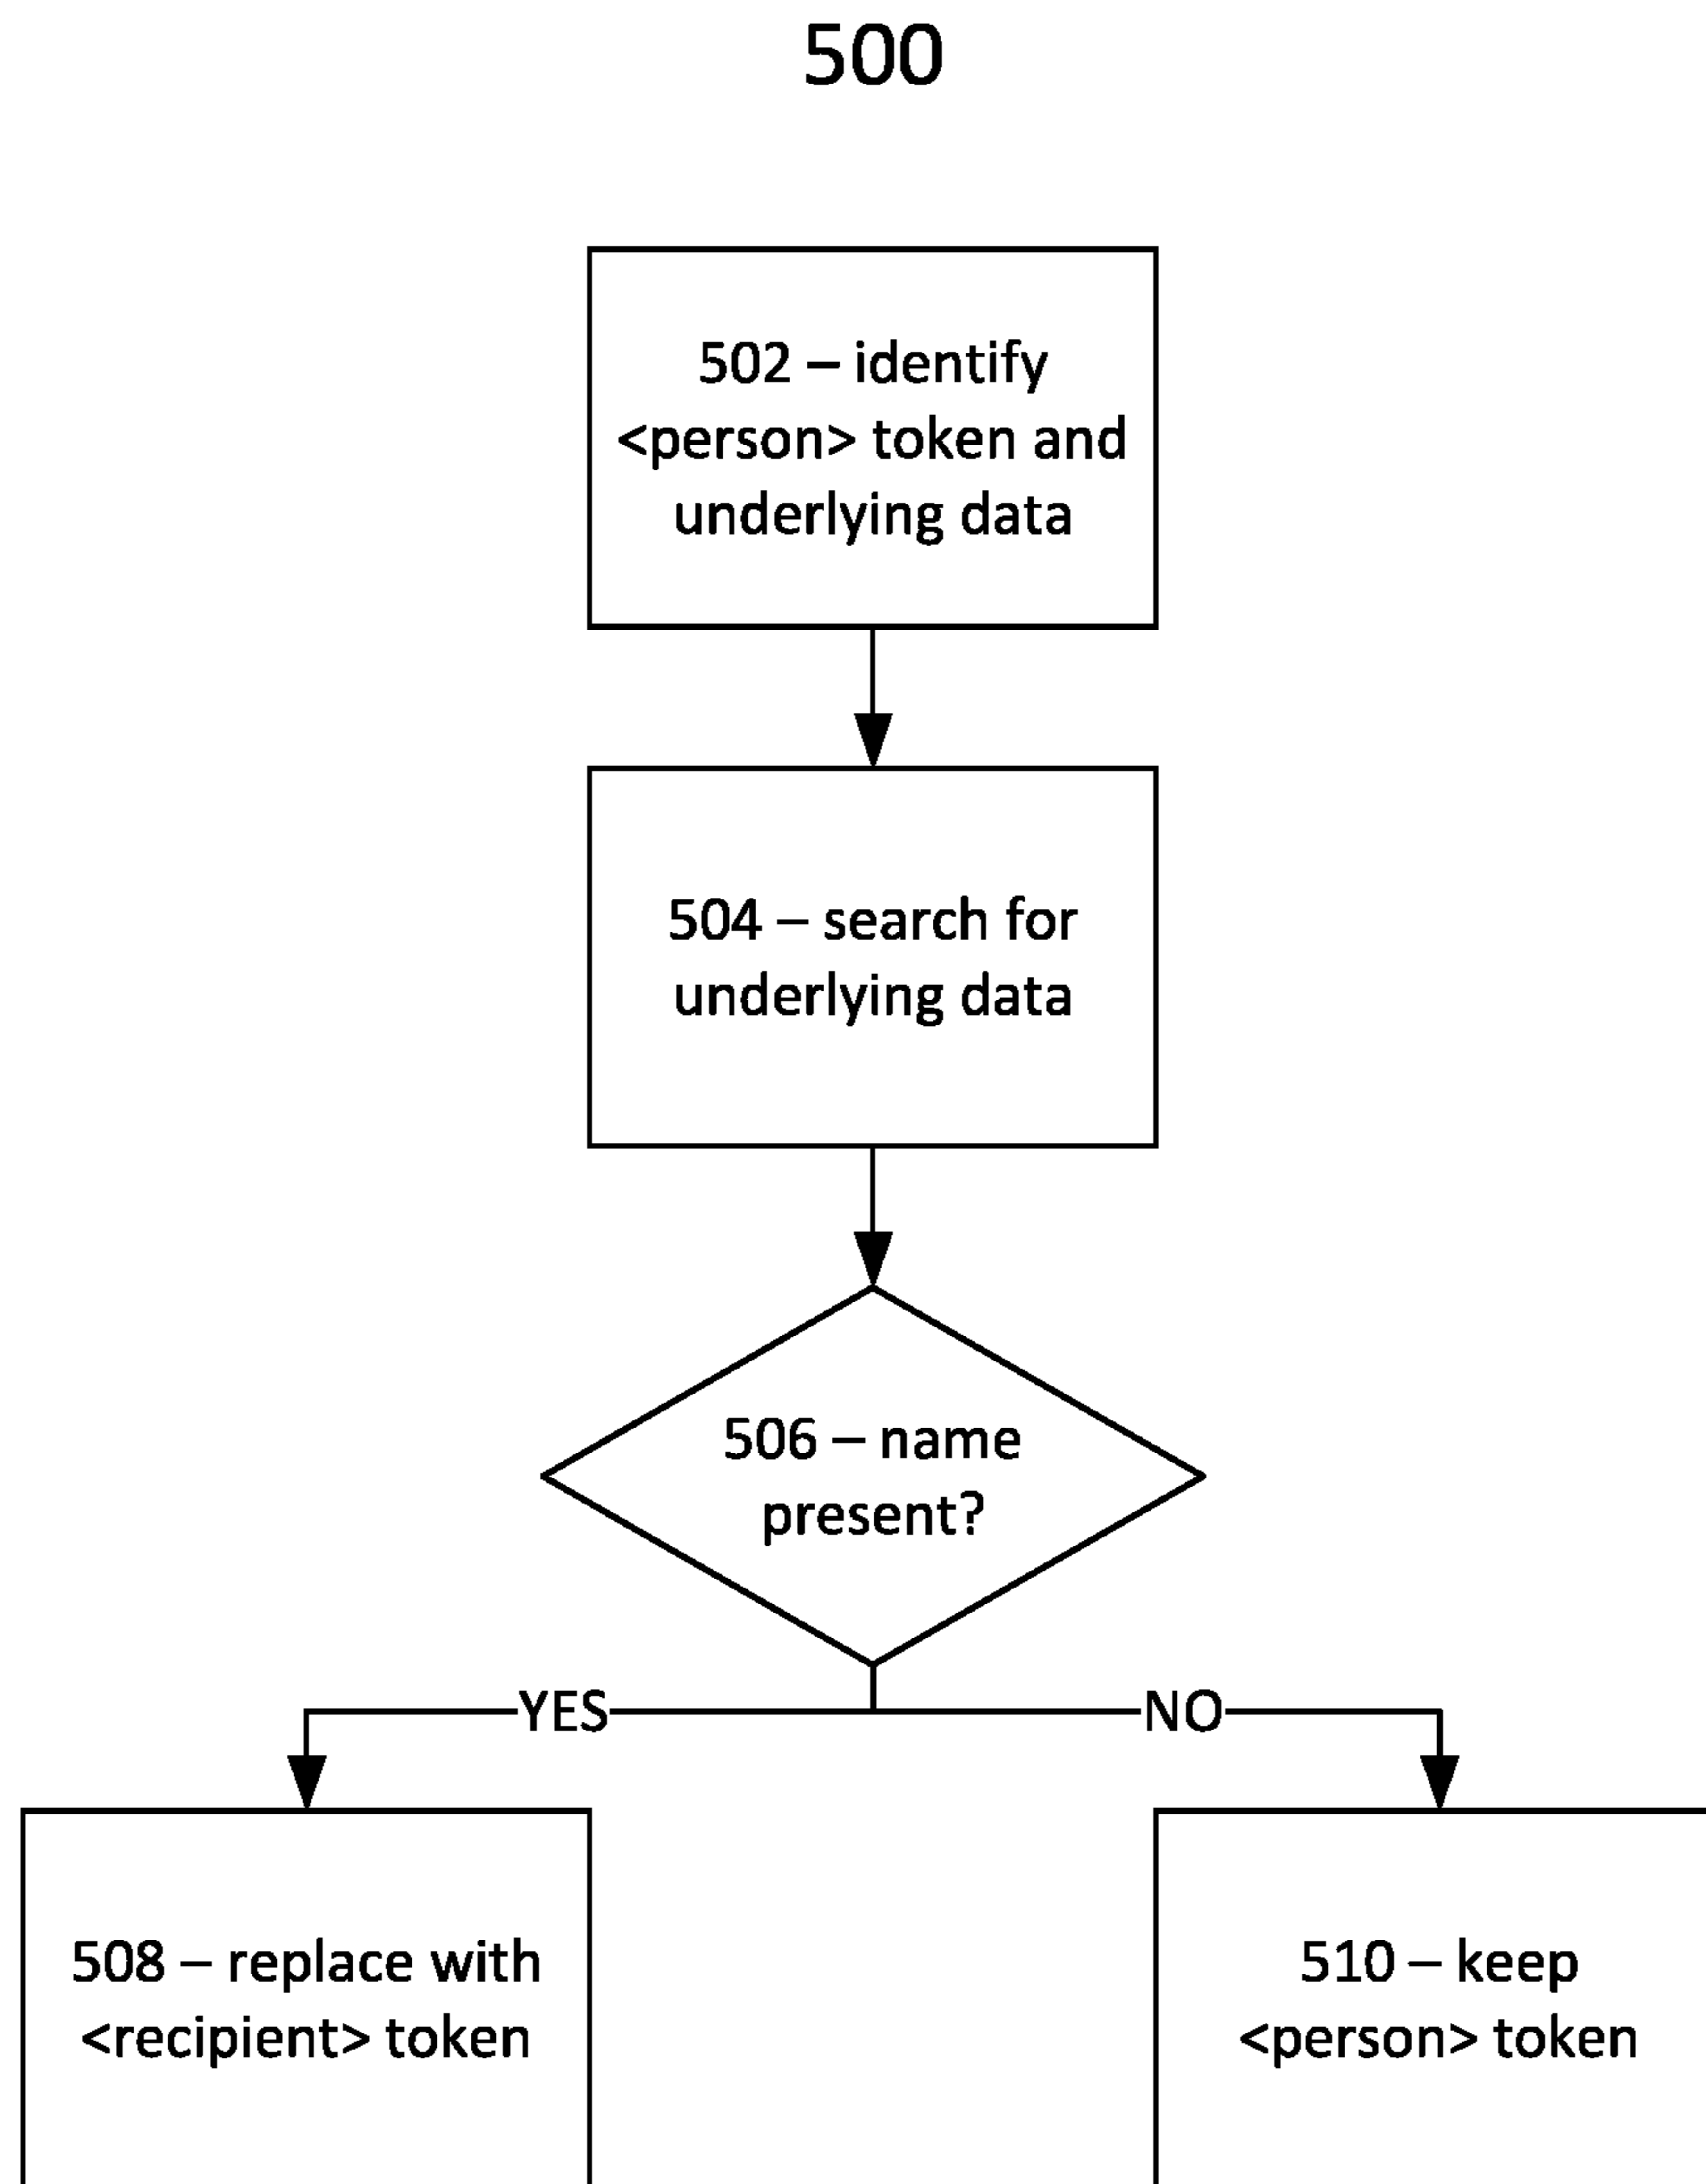 500
502 – identify
<person> token and
underlying data
504 – search for
underlying data
506 – name
present?
YES
NO
508 – replace with
<recipient> token
510 – keep
<person> token